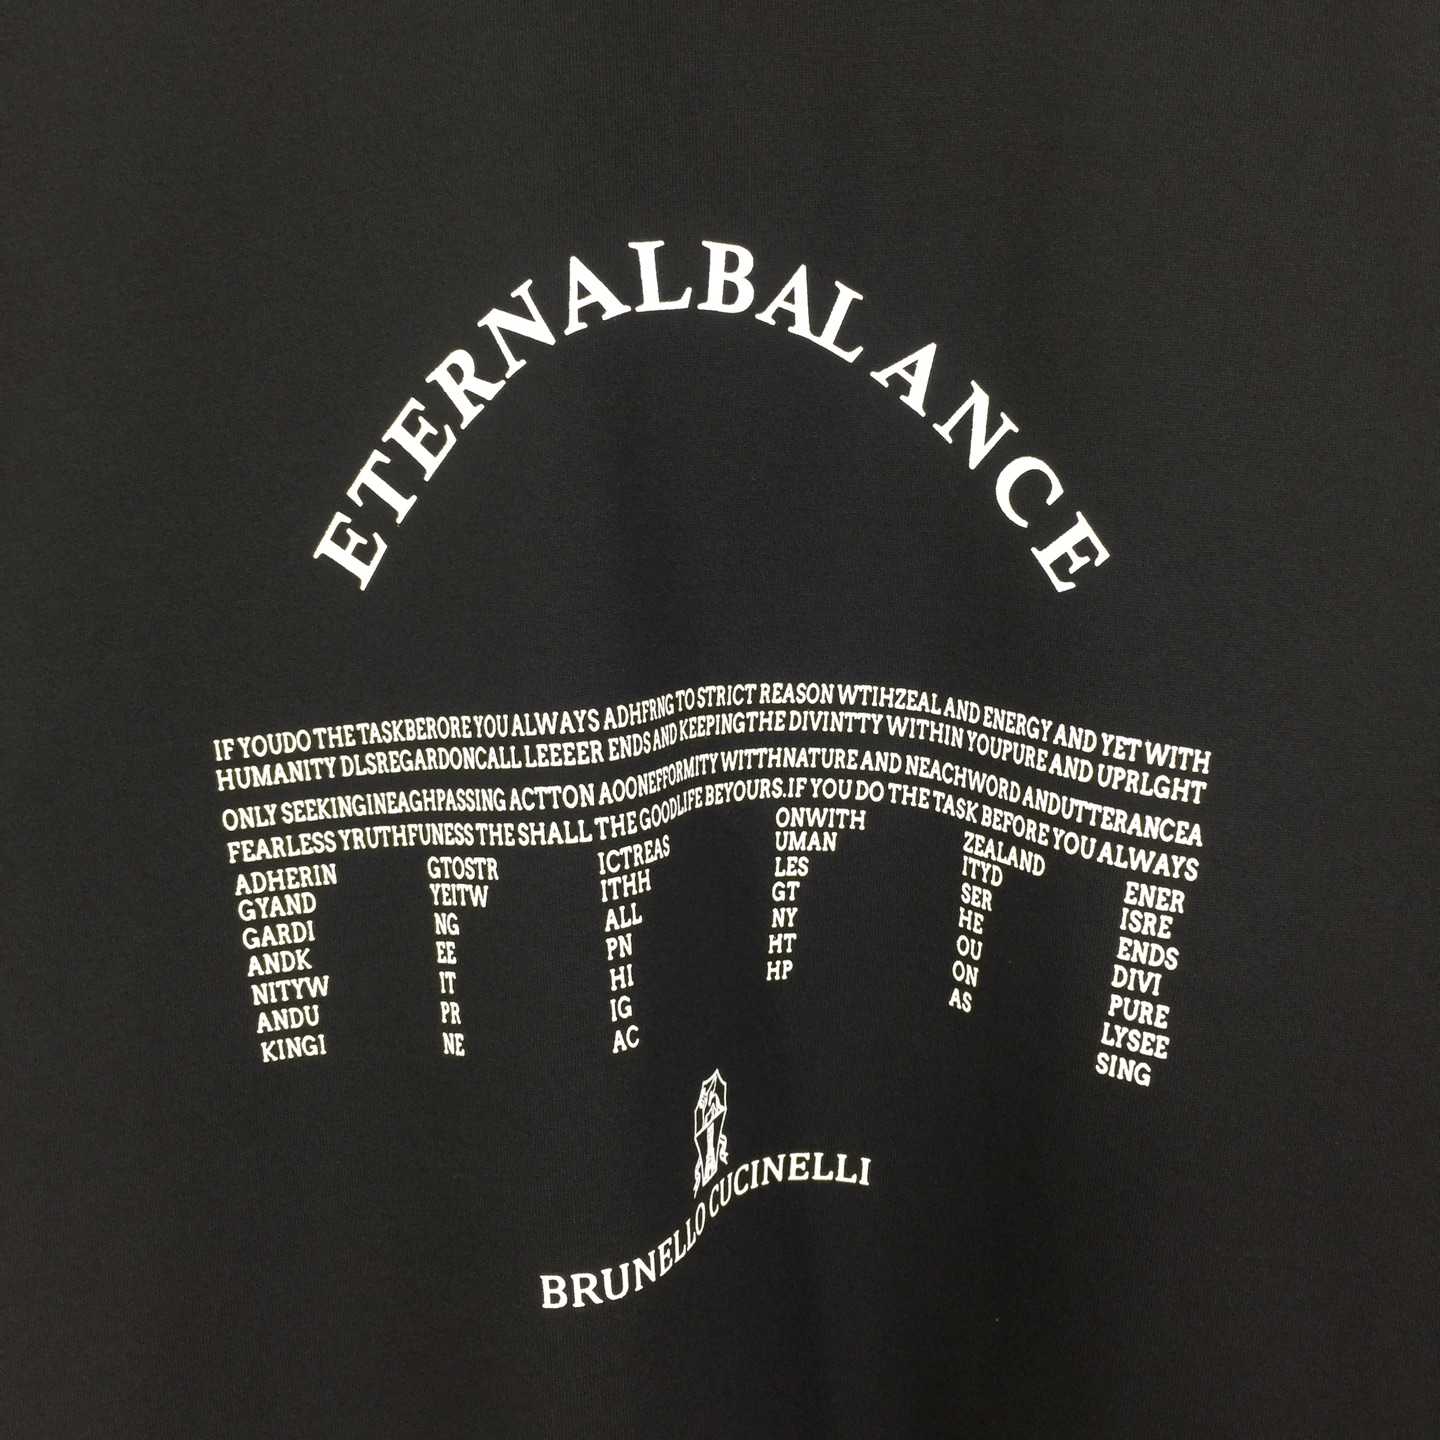 ETERNALBALANCE
IF YOUDO THE TASKBERORE YOU ALWAYS ADHFRNG TO STRICT REASON WTIHZEAL AND ENERGY AND YET WITH
HUMANITY DLSREGARDONCALL LEEEER ENDS AND KEEPINGTHE DIVINTTY WITHIN YOUPURE AND UPRLGHT
ONLY SEEKINGINEAGHPASSING ACTTON AOONEFFORMITY WITTHNATURE AND NEACHWORD ANDUTTERANCEA
FEARLESS YRUTHFUNESS THE SHALL THE GOODLIFE BEYOURS.IF YOU DO THE TASK BEFORE YOU ALWAYS
ADHERIN GTOSTR ICTREAS ONWITH ZEALAND ENER
GYAND YEITW ITHH UMAN ITYD ISRE
GARDI NG ALL LES SER ENDS
ANDK EE PN GT HE DIVI
NITYW IT HI NY OU PURE
ANDU PR IG HT ON LYSEE
KINGI NE AC HP AS SING
BRUNELLO CUCINELLI